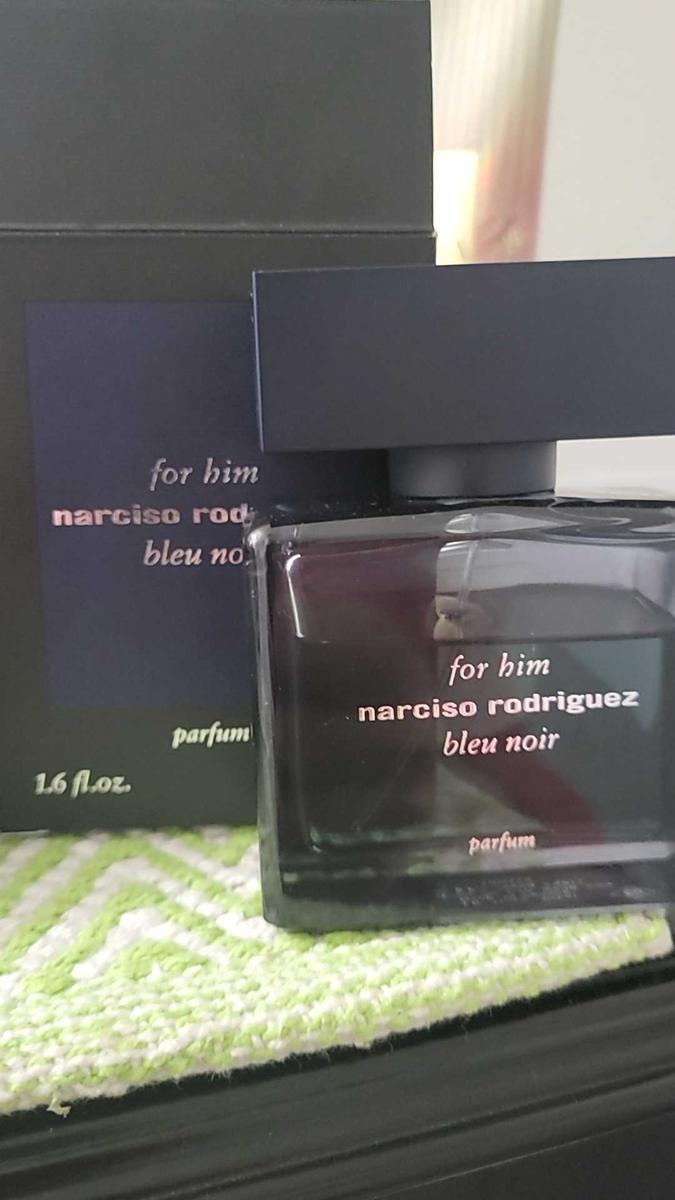 for him
narciso rod
bleu no
parfum
1.6 fl.oz.
for him
narciso rodriguez
bleu noir
parfum